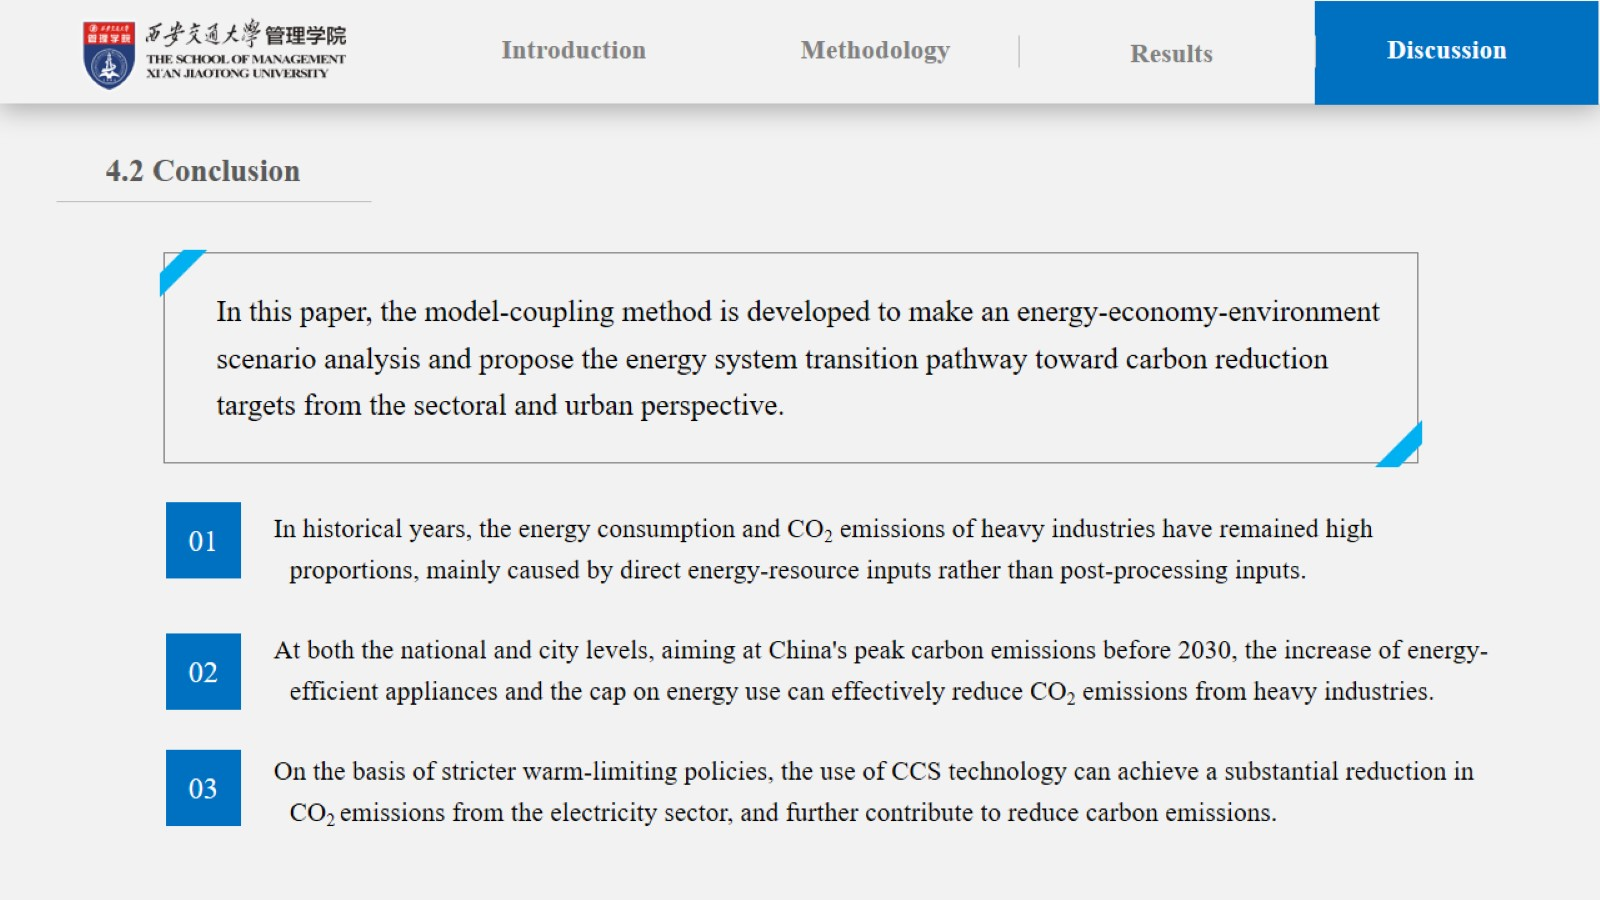 西安交通大学管理学院
管理学院
THE SCHOOL OF MANAGEMENT
XI'AN JIAOTONG UNIVERSITY
Introduction
Methodology
Results
Discussion
4.2 Conclusion
In this paper, the model-coupling method is developed to make an energy-economy-environment
scenario analysis and propose the energy system transition pathway toward carbon reduction
targets from the sectoral and urban perspective.
01
In historical years, the energy consumption and CO₂ emissions of heavy industries have remained high
proportions, mainly caused by direct energy-resource inputs rather than post-processing inputs.
02
At both the national and city levels, aiming at China's peak carbon emissions before 2030, the increase of energy-
efficient appliances and the cap on energy use can effectively reduce CO₂ emissions from heavy industries.
03
On the basis of stricter warm-limiting policies, the use of CCS technology can achieve a substantial reduction in
CO₂ emissions from the electricity sector, and further contribute to reduce carbon emissions.